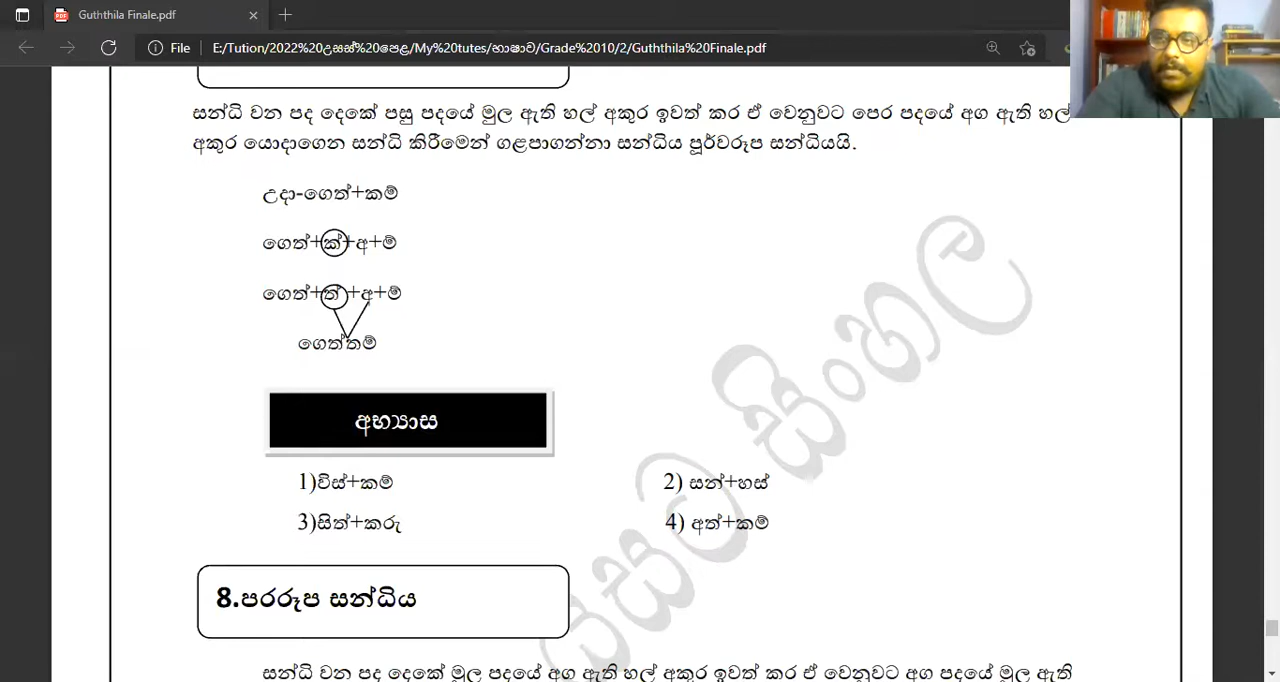 Guththila Finale.pdf
File E:/Tution/2022%20උසස්%20පෙළ/My%20tutes/භාෂාව/Grade%2010/2/Guththila%20Finale.pdf
සන්ධි වන පද දෙකේ පසු පදයේ මුල ඇති හල් අකුර ඉවත් කර ඒ වෙනුවට පෙර පදයේ අග ඇති හල්
අකුර යොදාගෙන සන්ධි කිරීමෙන් ගළපාගන්නා සන්ධිය පූර්වරූප සන්ධියයි.
උදා-ගෙත්+කම්
ගෙත්+ක්+අ+ම්
ගෙත්+ත්+අ+ම්
ගෙත්තම්
අභ්‍යාස
1)විස්+කම් 2) සන්+හස්
3)සිත්+කරු 4) අත්+කම්
8.පරරූප සන්ධිය
සන්ධි වන පද දෙකේ මුල පදයේ අග ඇති හල් අකුර ඉවත් කර ඒ වෙනුවට අග පදයේ මුල ඇති
සිංහල